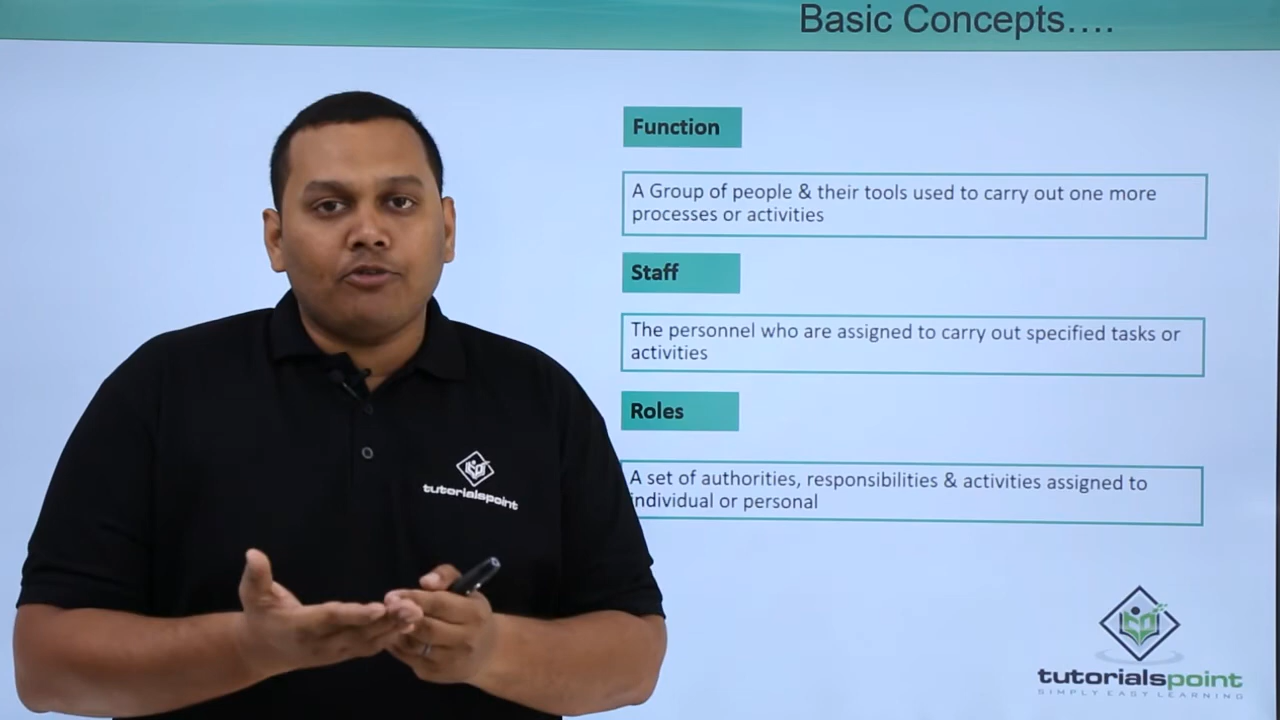 Basic Concepts....
Function
A Group of people & their tools used to carry out one more
processes or activities
Staff
The personnel who are assigned to carry out specified tasks or
activities
Roles
A set of authorities, responsibilities & activities assigned to
individual or personal
tutorialspoint
tutorialspoint
SIMPLY EASY LEARNING